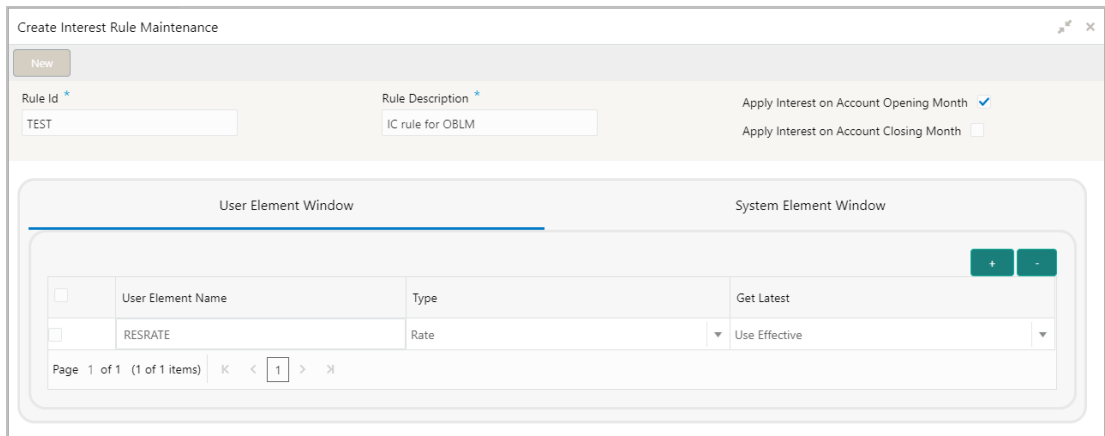 Create Interest Rule Maintenance
New
Rule Id *
Rule Description *
Apply Interest on Account Opening Month
TEST
IC rule for OBLM
Apply Interest on Account Closing Month
User Element Window
System Element Window
+ -
User Element Name Type Get Latest
RESRATE Rate Use Effective
Page 1 of 1 (1 of 1 items) K < 1 > >|